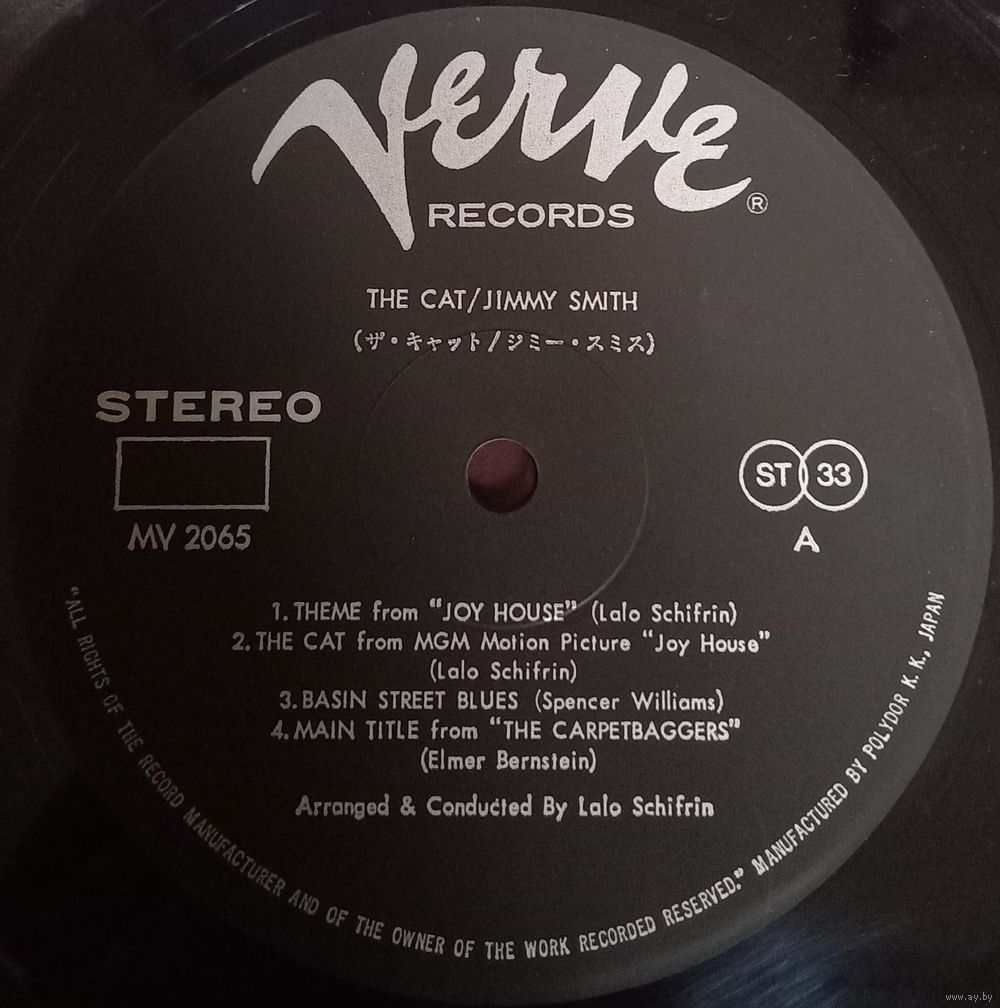 Verve
RECORDS ®
THE CAT/JIMMY SMITH
(ザ・キャット/ジミー・スミス)
STEREO
MV 2065
ST 33
A
1. THEME from "JOY HOUSE" (Lalo Schifrin)
2. THE CAT from MGM Motion Picture "Joy House"
(Lalo Schifrin)
3. BASIN STREET BLUES (Spencer Williams)
4. MAIN TITLE from "THE CARPETBAGGERS"
(Elmer Bernstein)
Arranged & Conducted By Lalo Schifrin
"ALL RIGHTS OF THE RECORD MANUFACTURER AND OF THE OWNER OF THE WORK RECORDED RESERVED." MANUFACTURED BY POLYDOR K. K., JAPAN
www.ay.by